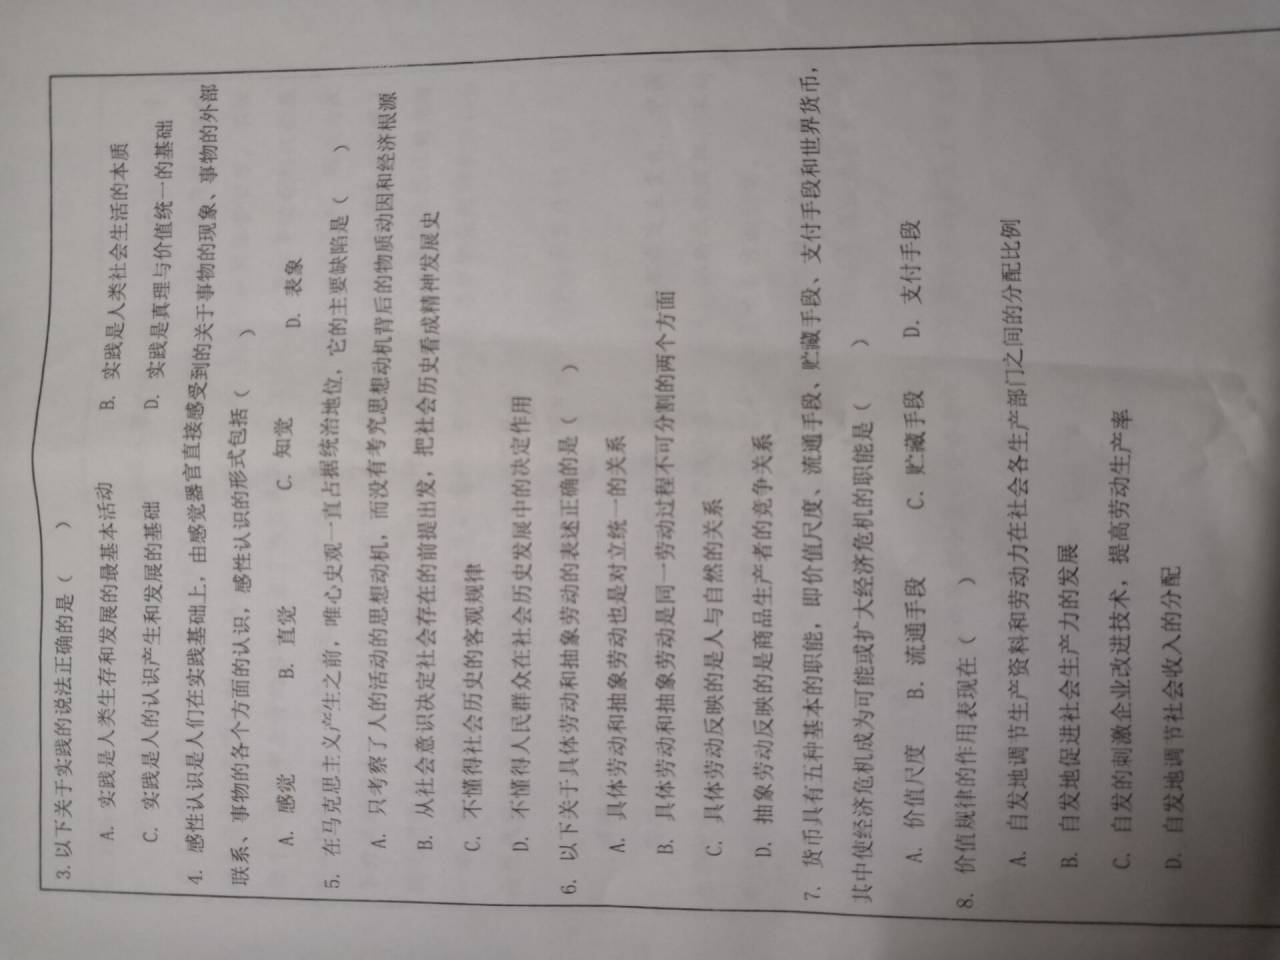 3. 以下关于实践的说法正确的是（　　）
A. 实践是人类生存和发展的最基本活动　　B. 实践是人类社会生活的本质
C. 实践是人的认识产生和发展的基础　　D. 实践是真理与价值统一的基础
4. 感性认识是人们在实践基础上，由感觉器官直接感受到的关于事物的现象、事物的外部
联系、事物的各个方面的认识，感性认识的形式包括（　　）
A. 感觉　　B. 直觉　　C. 知觉　　D. 表象
5. 在马克思主义产生之前，唯心史观一直占据统治地位，它的主要缺陷是（　　）
A. 只考察了人的活动的思想动机，而没有考究思想动机背后的物质动因和经济根源
B. 从社会意识决定社会存在的前提出发，把社会历史看成精神发展史
C. 不懂得社会历史的客观规律
D. 不懂得人民群众在社会历史发展中的决定作用
6. 以下关于具体劳动和抽象劳动的表述正确的是（　　）
A. 具体劳动和抽象劳动也是对立统一的关系
B. 具体劳动和抽象劳动是同一劳动过程不可分割的两个方面
C. 具体劳动反映的是人与自然的关系
D. 抽象劳动反映的是商品生产者的竞争关系
7. 货币具有五种基本的职能，即价值尺度、流通手段、贮藏手段、支付手段和世界货币，
其中使经济危机成为可能或扩大经济危机的职能是（　　）
A. 价值尺度　　B. 流通手段　　C. 贮藏手段　　D. 支付手段
8. 价值规律的作用表现在（　　）
A. 自发地调节生产资料和劳动力在社会各生产部门之间的分配比例
B. 自发地促进社会生产力的发展
C. 自发的刺激企业改进技术，提高劳动生产率
D. 自发地调节社会收入的分配